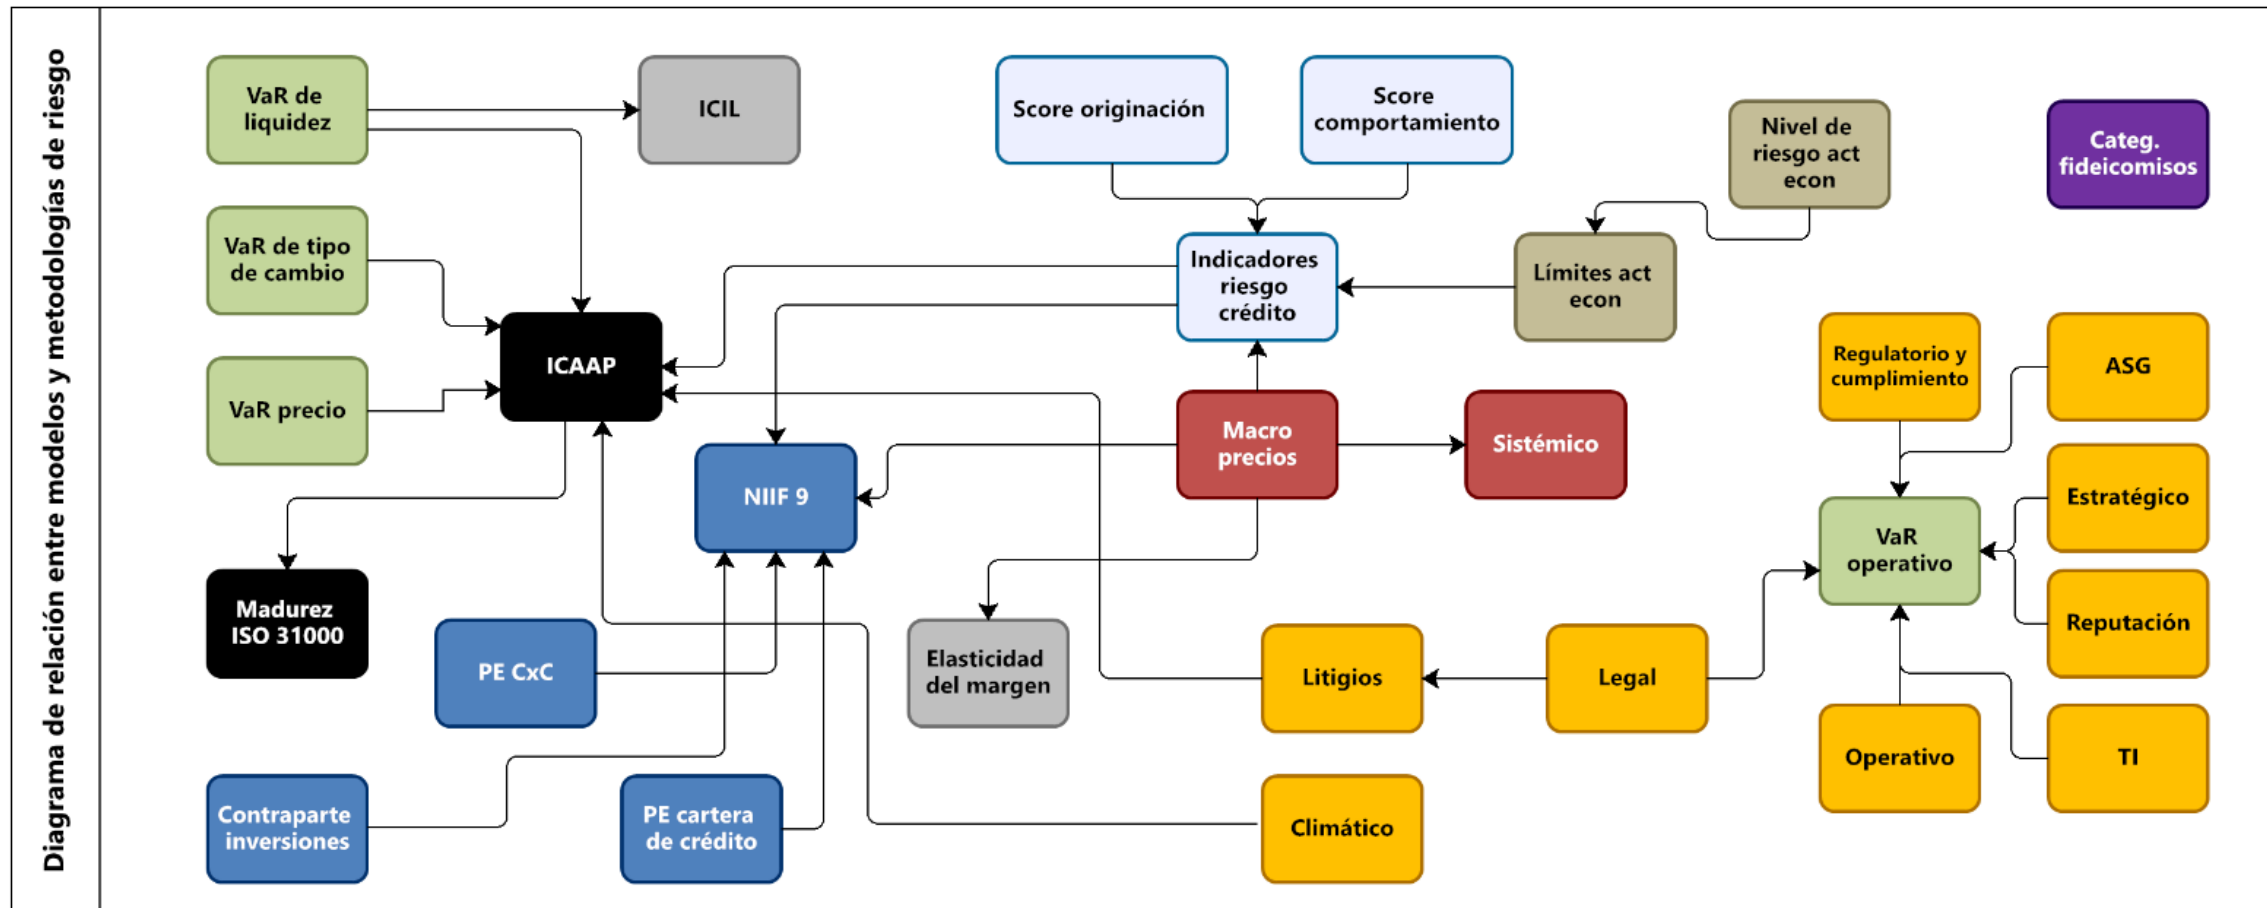 Diagrama de relación entre modelos y metodologías de riesgo
VaR de
liquidez
ICIL
Score originación
Score
comportamiento
Nivel de
riesgo act
econ
Categ.
fideicomisos
VaR de tipo
de cambio
Indicadores
riesgo
crédito
Límites act
econ
ICAAP
VaR precio
Regulatorio y
cumplimiento
ASG
Macro
precios
Sistémico
NIIF 9
Estratégico
VaR
operativo
Reputación
Madurez
ISO 31000
PE CxC
Elasticidad
del margen
Litigios
Legal
Operativo
TI
Contraparte
inversiones
PE cartera
de crédito
Climático